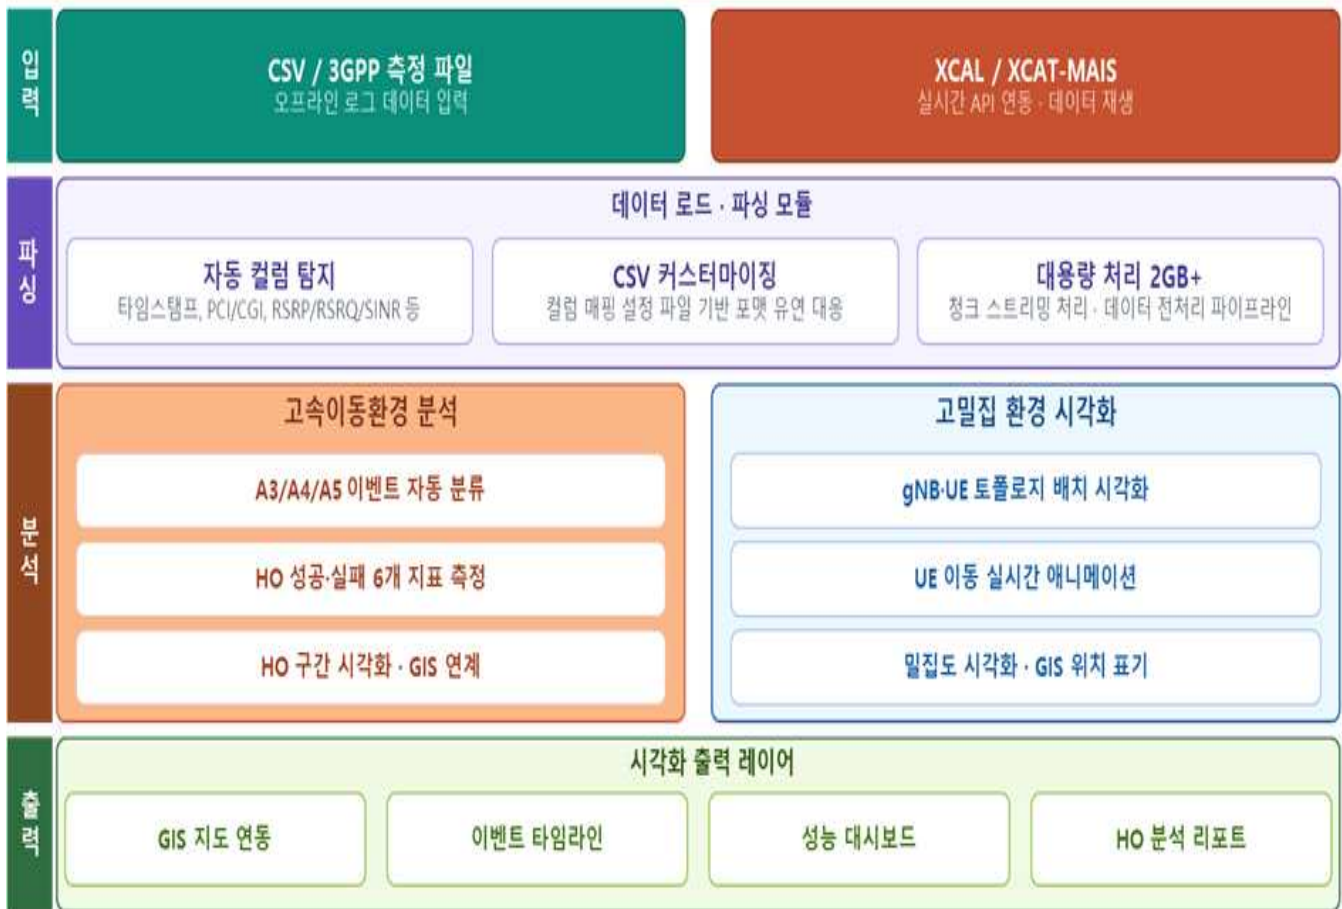 입력
CSV / 3GPP 측정 파일
오프라인 로그 데이터 입력
XCAL / XCAT-MAIS
실시간 API 연동 · 데이터 재생
파싱
데이터 로드 · 파싱 모듈
자동 컬럼 탐지
타임스탬프, PCI/CGI, RSRP/RSRQ/SINR 등
CSV 커스터마이징
컬럼 매핑 설정 파일 기반 포맷 유연 대응
대용량 처리 2GB+
청크 스트리밍 처리 · 데이터 전처리 파이프라인
분석
고속이동환경 분석
A3/A4/A5 이벤트 자동 분류
HO 성공·실패 6개 지표 측정
HO 구간 시각화 · GIS 연계
고밀집 환경 시각화
gNB·UE 토폴로지 배치 시각화
UE 이동 실시간 애니메이션
밀집도 시각화 · GIS 위치 표기
출력
시각화 출력 레이어
GIS 지도 연동
이벤트 타임라인
성능 대시보드
HO 분석 리포트